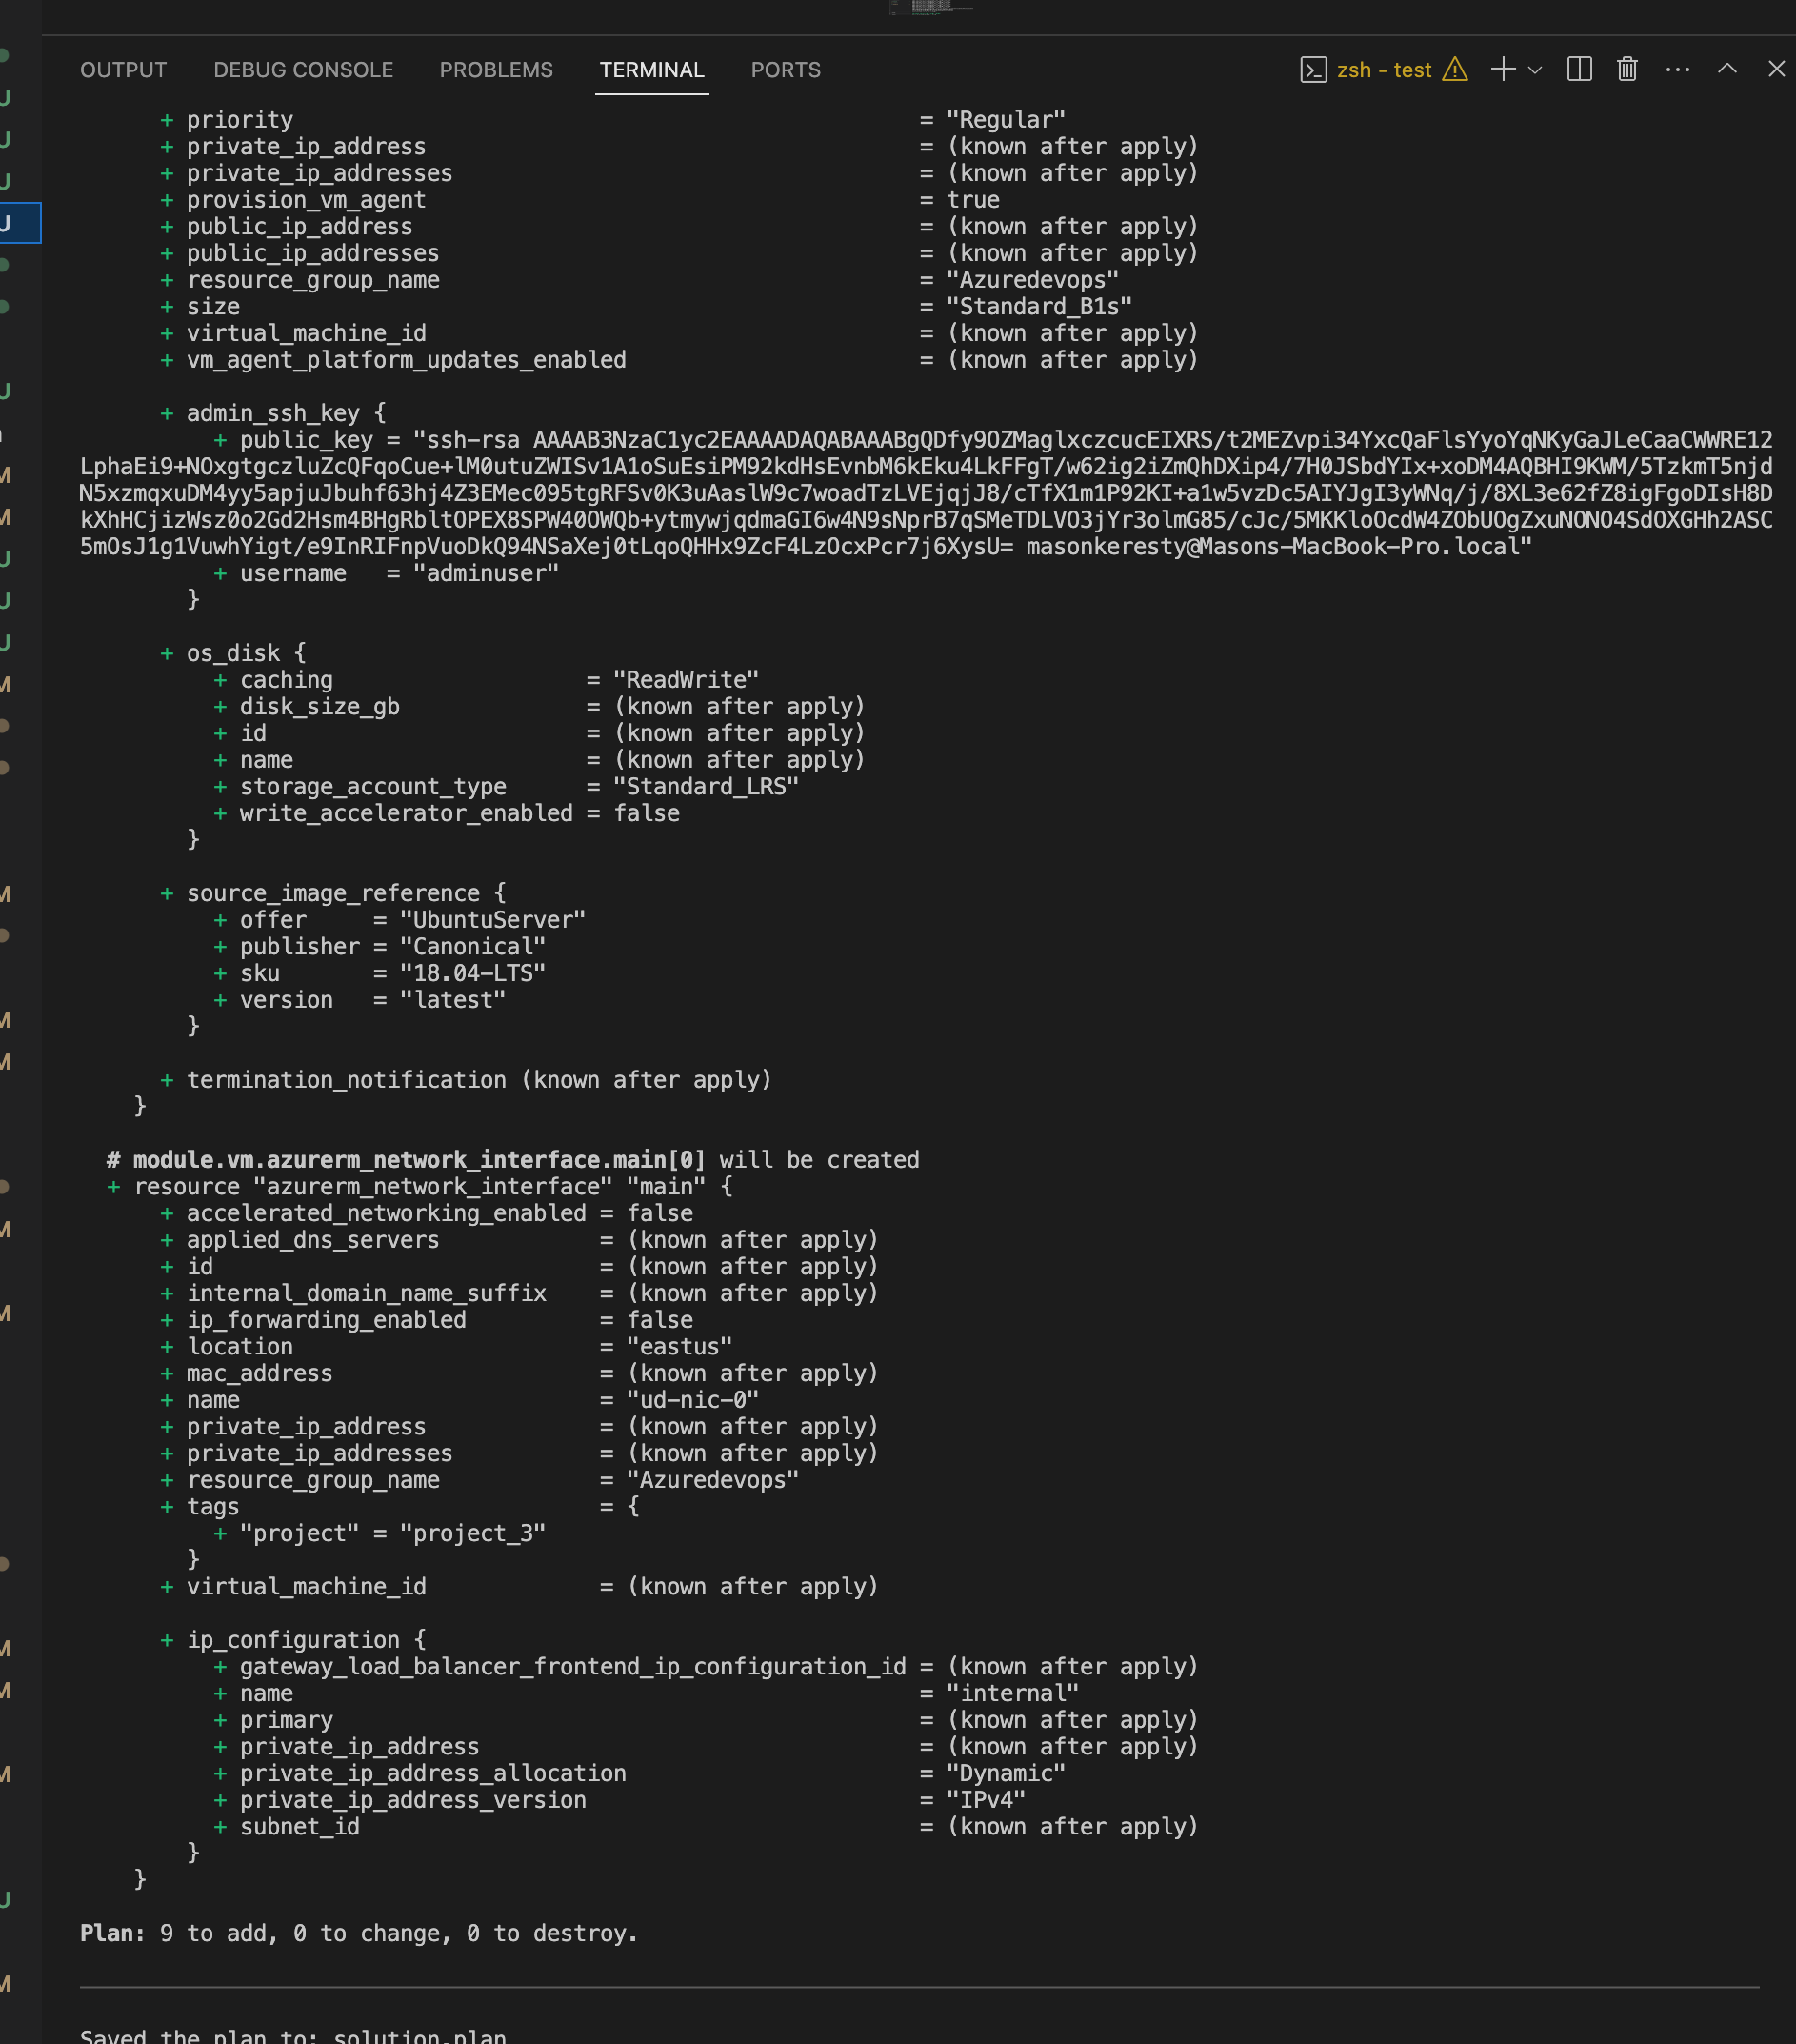 OUTPUT DEBUG CONSOLE PROBLEMS TERMINAL PORTS zsh - test
+ priority = "Regular"
+ private_ip_address = (known after apply)
+ private_ip_addresses = (known after apply)
+ provision_vm_agent = true
+ public_ip_address = (known after apply)
+ public_ip_addresses = (known after apply)
+ resource_group_name = "Azuredevops"
+ size = "Standard_B1s"
+ virtual_machine_id = (known after apply)
+ vm_agent_platform_updates_enabled = (known after apply)
+ admin_ssh_key {
+ public_key = "ssh-rsa AAAAB3NzaC1yc2EAAAADAQABAAABgQDfy9OZMaglxczcucEIXRS/t2MEZvpi34YxcQaFlsYyoYqNKyGaJLeCaaCWWRE12
LphaEi9+NOxgtgczluZcQFqoCue+lM0utuZWISv1A1oSuEsiPM92kdHsEvnbM6kEku4LkFFgT/w62ig2iZmQhDXip4/7H0JSbdYIx+xoDM4AQBHI9KWM/5TzkmT5njd
N5xzmqxuDM4yy5apjuJbuhf63hj4Z3EMec095tgRFSv0K3uAaslW9c7woadTzLVEjqjJ8/cTfX1m1P92KI+a1w5vzDc5AIYJgI3yWNq/j/8XL3e62fZ8igFgoDIsH8D
kXhHCjizWsz0o2Gd2Hsm4BHgRbltOPEX8SPW40OWQb+ytmywjqdmaGI6w4N9sNprB7qSMeTDLVO3jYr3olmG85/cJc/5MKKloOcdW4ZObUOgZxuNONO4SdOXGHh2ASC
5mOsJ1g1VuwhYigt/e9InRIFnpVuoDkQ94NSaXej0tLqoQHHx9ZcF4LzOcxPcr7j6XysU= masonkeresty@Masons-MacBook-Pro.local"
+ username = "adminuser"
}
+ os_disk {
+ caching = "ReadWrite"
+ disk_size_gb = (known after apply)
+ id = (known after apply)
+ name = (known after apply)
+ storage_account_type = "Standard_LRS"
+ write_accelerator_enabled = false
}
+ source_image_reference {
+ offer = "UbuntuServer"
+ publisher = "Canonical"
+ sku = "18.04-LTS"
+ version = "latest"
}
+ termination_notification (known after apply)
}
# module.vm.azurerm_network_interface.main[0] will be created
+ resource "azurerm_network_interface" "main" {
+ accelerated_networking_enabled = false
+ applied_dns_servers = (known after apply)
+ id = (known after apply)
+ internal_domain_name_suffix = (known after apply)
+ ip_forwarding_enabled = false
+ location = "eastus"
+ mac_address = (known after apply)
+ name = "ud-nic-0"
+ private_ip_address = (known after apply)
+ private_ip_addresses = (known after apply)
+ resource_group_name = "Azuredevops"
+ tags = {
+ "project" = "project_3"
}
+ virtual_machine_id = (known after apply)
+ ip_configuration {
+ gateway_load_balancer_frontend_ip_configuration_id = (known after apply)
+ name = "internal"
+ primary = (known after apply)
+ private_ip_address = (known after apply)
+ private_ip_address_allocation = "Dynamic"
+ private_ip_address_version = "IPv4"
+ subnet_id = (known after apply)
}
}
Plan: 9 to add, 0 to change, 0 to destroy.
Saved the plan to: solution.plan